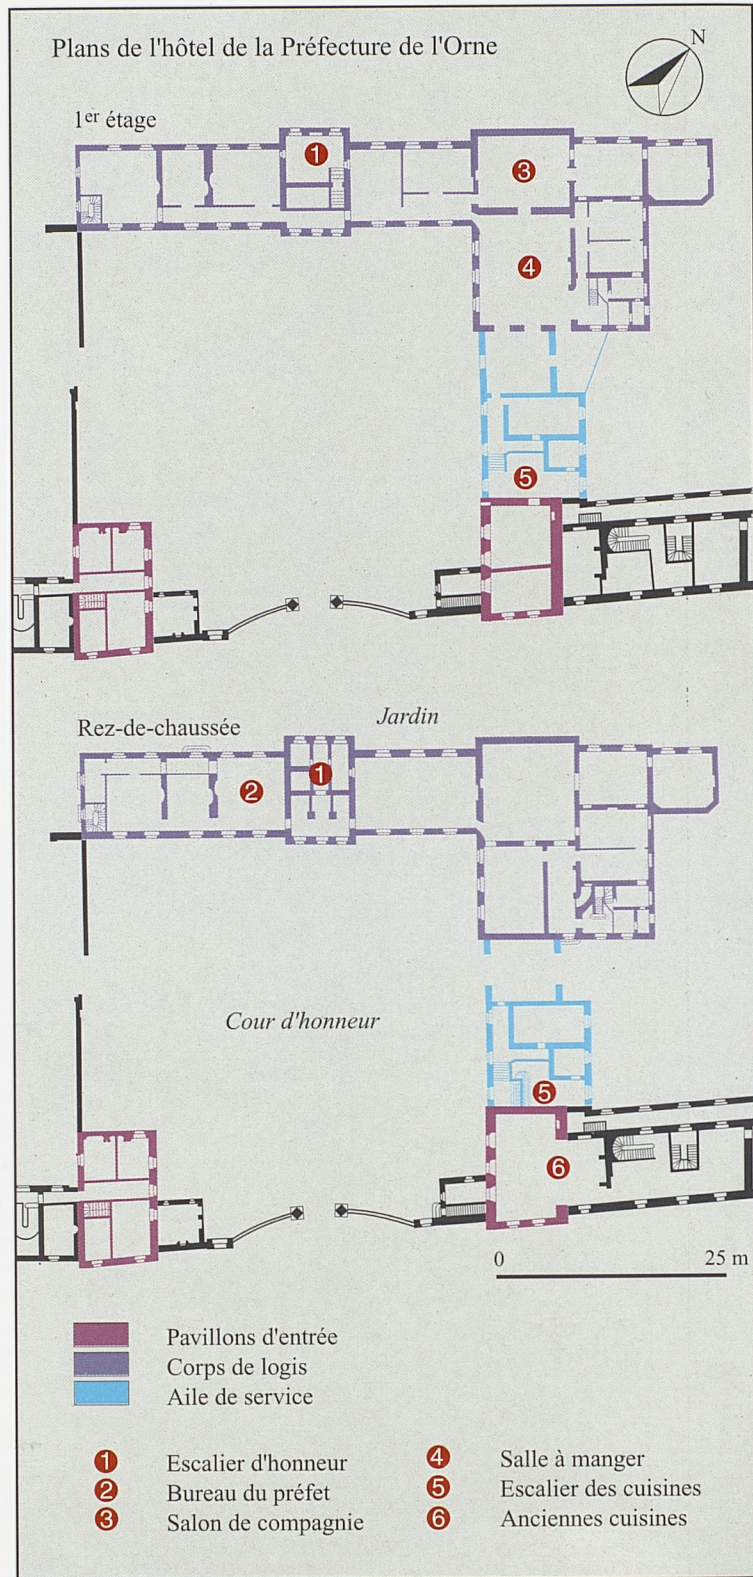 Plans de l'hôtel de la Préfecture de l'Orne
N
1er étage
1
3
4
5
Rez-de-chaussée
Jardin
1
2
Cour d'honneur
5
6
0 25 m
Pavillons d'entrée
Corps de logis
Aile de service
1 Escalier d'honneur
2 Bureau du préfet
3 Salon de compagnie
4 Salle à manger
5 Escalier des cuisines
6 Anciennes cuisines